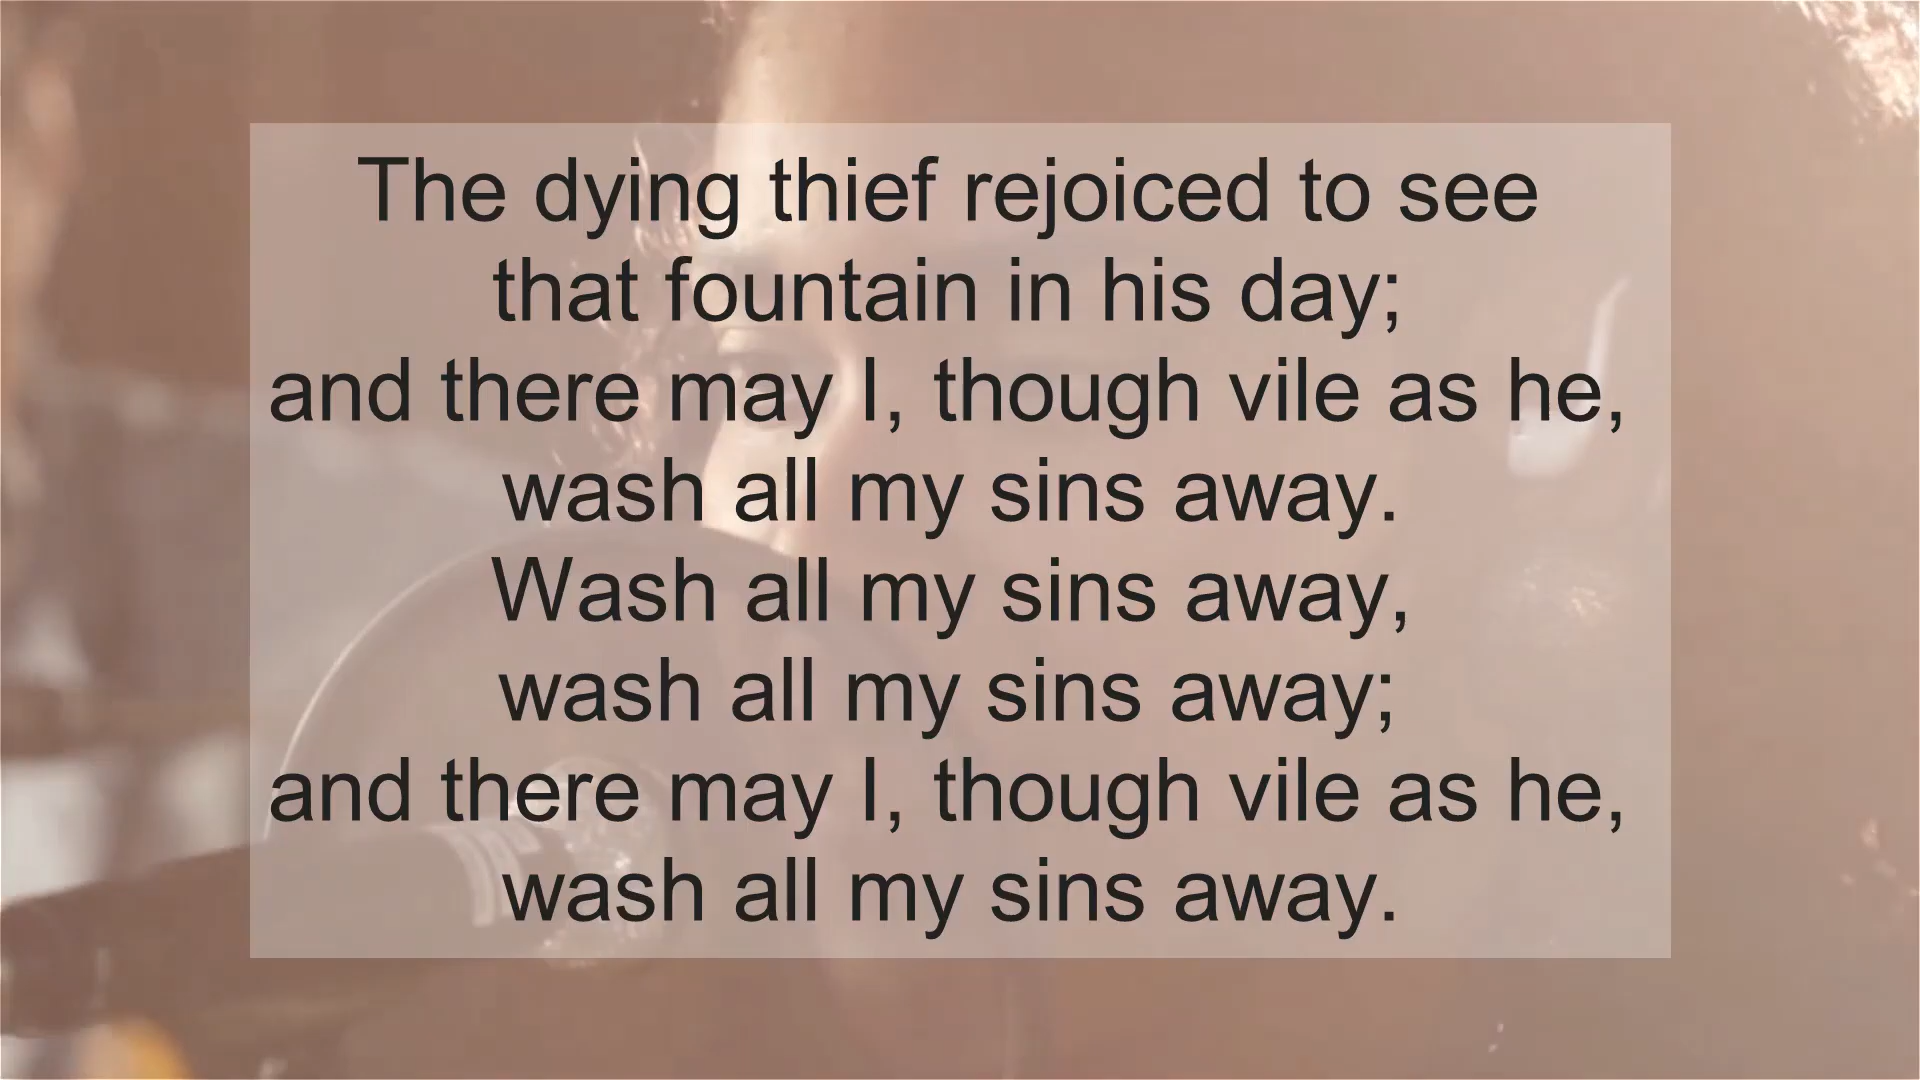 The dying thief rejoiced to see
that fountain in his day;
and there may I, though vile as he,
wash all my sins away.
Wash all my sins away,
wash all my sins away;
and there may I, though vile as he,
wash all my sins away.